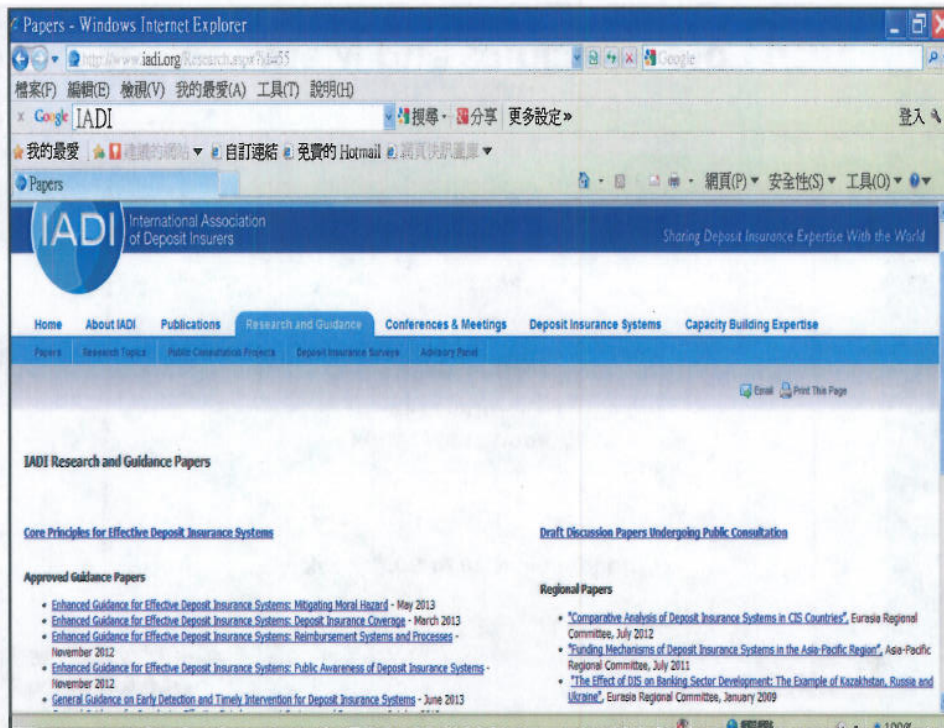 Papers - Windows Internet Explorer
http://www.iadi.org/Research.aspx?id=55
Google
檔案(F) 編輯(E) 檢視(V) 我的最愛(A) 工具(T) 說明(H)
x Google IADI 搜尋 分享 更多設定» 登入
我的最愛 建議的網站 自訂連結 免費的 Hotmail
Papers 網頁(P) 安全性(S) 工具(O)
IADI International Association
of Deposit Insurers
Sharing Deposit Insurance Expertise With the World
Home About IADI Publications Research and Guidance Conferences & Meetings Deposit Insurance Systems Capacity Building Expertise
Papers Research Topics Public Consultation Projects Deposit Insurance Surveys Advisory Panel
Email Print This Page
IADI Research and Guidance Papers
Core Principles for Effective Deposit Insurance Systems
Approved Guidance Papers
• Enhanced Guidance for Effective Deposit Insurance Systems: Mitigating Moral Hazard - May 2013
• Enhanced Guidance for Effective Deposit Insurance Systems: Deposit Insurance Coverage - March 2013
• Enhanced Guidance for Effective Deposit Insurance Systems: Reimbursement Systems and Processes -
November 2012
• Enhanced Guidance for Effective Deposit Insurance Systems: Public Awareness of Deposit Insurance Systems -
November 2012
• General Guidance on Early Detection and Timely Intervention for Deposit Insurance Systems - June 2013
Draft Discussion Papers Undergoing Public Consultation
Regional Papers
• "Comparative Analysis of Deposit Insurance Systems in CIS Countries", Eurasia Regional
Committee, July 2012
• "Funding Mechanisms of Deposit Insurance Systems in the Asia-Pacific Region", Asia-Pacific
Regional Committee, July 2011
• "The Effect of DIS on Banking Sector Development: The Example of Kazakhstan, Russia and
Ukraine", Eurasia Regional Committee, January 2009
100%